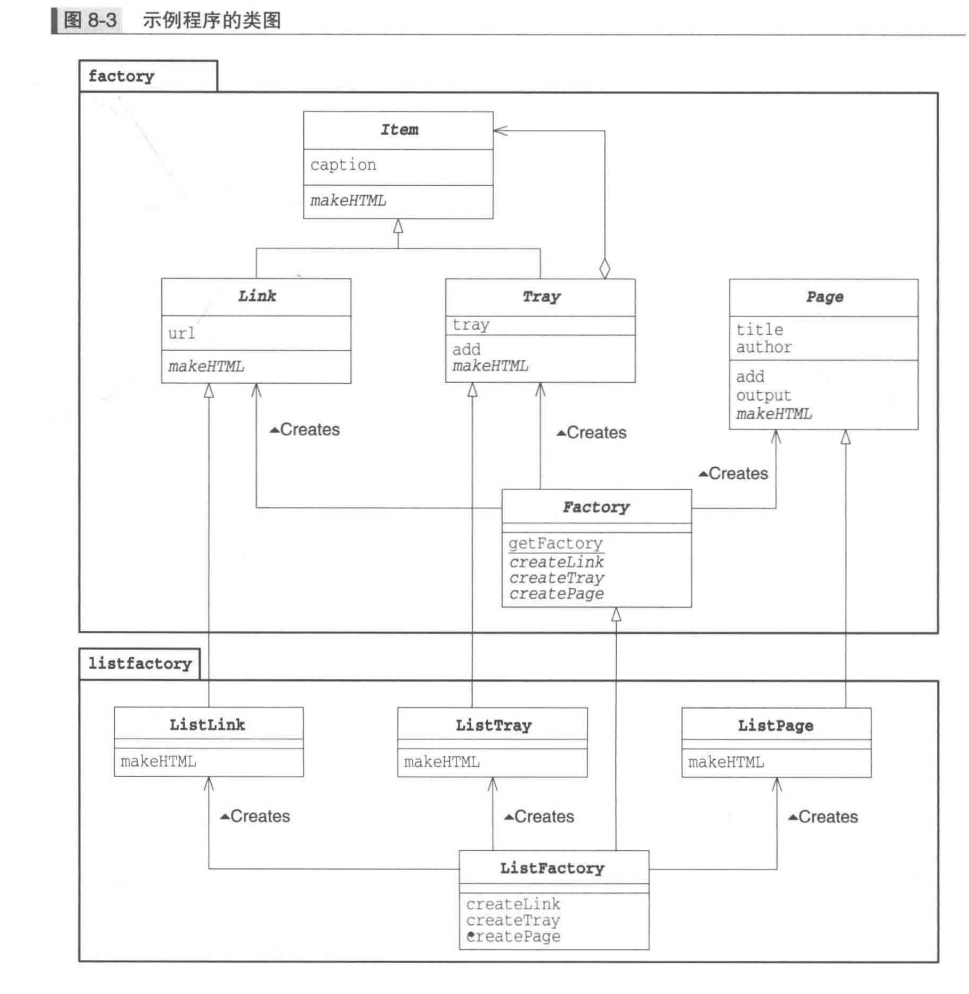 图 8-3 示例程序的类图
factory
Item
caption
makeHTML
Link
url
makeHTML
Tray
tray
add
makeHTML
Page
title
author
add
output
makeHTML
▲Creates
▲Creates
▲Creates
Factory
getFactory
createLink
createTray
createPage
listfactory
ListLink
makeHTML
ListTray
makeHTML
ListPage
makeHTML
▲Creates
▲Creates
▲Creates
ListFactory
createLink
createTray
createPage